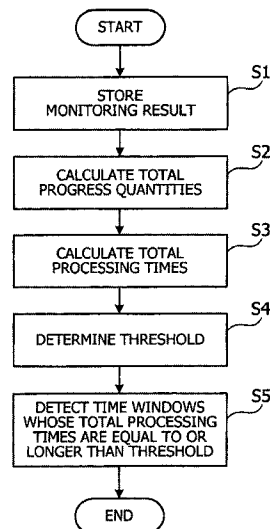 START
S1
STORE
MONITORING RESULT
S2
CALCULATE TOTAL
PROGRESS QUANTITIES
S3
CALCULATE TOTAL
PROCESSING TIMES
S4
DETERMINE THRESHOLD
S5
DETECT TIME WINDOWS
WHOSE TOTAL PROCESSING
TIMES ARE EQUAL TO OR
LONGER THAN THRESHOLD
END